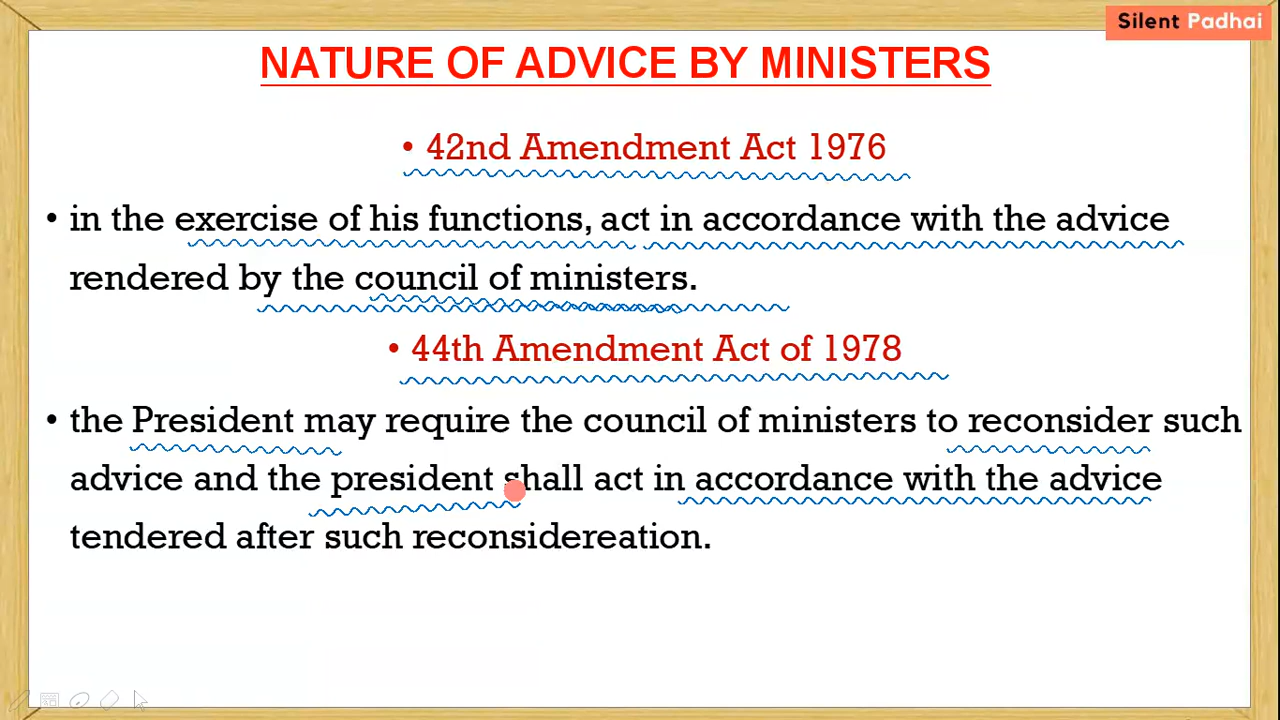 Silent Padhai
NATURE OF ADVICE BY MINISTERS
• 42nd Amendment Act 1976
• in the exercise of his functions, act in accordance with the advice
rendered by the council of ministers.
• 44th Amendment Act of 1978
• the President may require the council of ministers to reconsider such
advice and the president shall act in accordance with the advice
tendered after such reconsidereation.